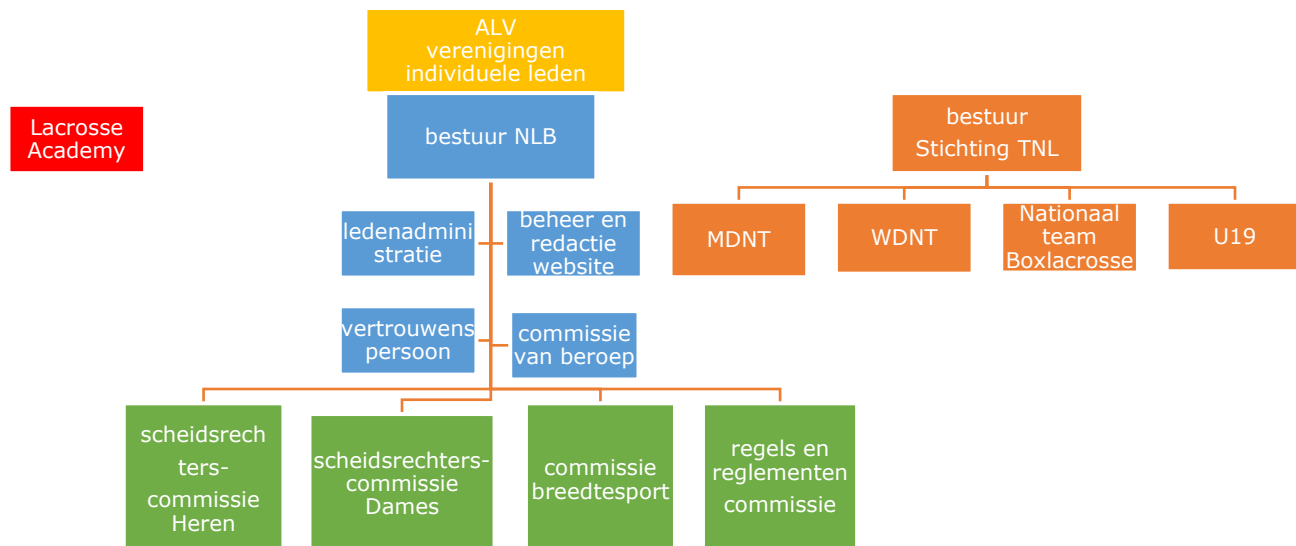 ALV
verenigingen
individuele leden
bestuur NLB
Lacrosse
Academy
bestuur
Stichting TNL
ledenadmini
stratie
beheer en
redactie
website
MDNT
WDNT
Nationaal
team
Boxlacrosse
U19
vertrouwens
persoon
commissie
van beroep
scheidsrech
ters-
commissie
Heren
scheidsrechters-
commissie
Dames
commissie
breedtesport
regels en
reglementen
commissie